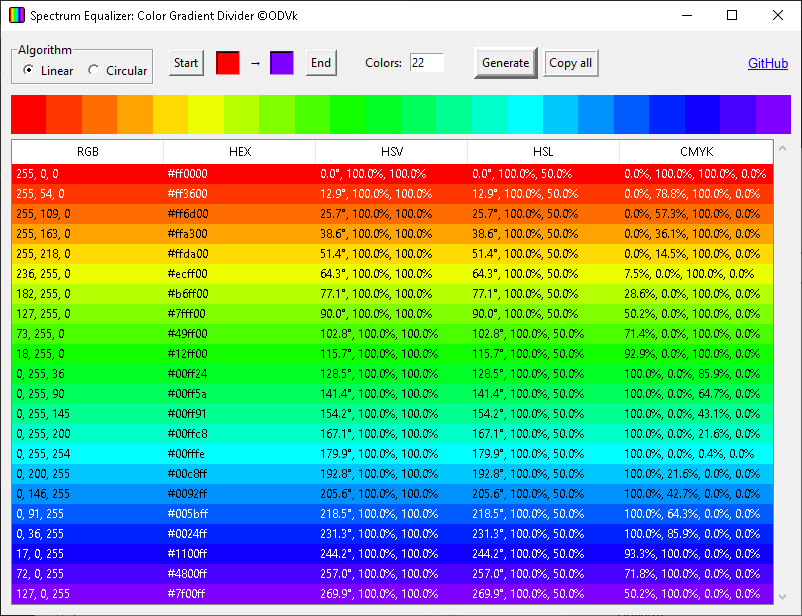 Spectrum Equalizer: Color Gradient Divider ©ODVk
Algorithm
Linear Circular Start → End Colors: 22 Generate Copy all GitHub
RGB HEX HSV HSL CMYK
255, 0, 0 #ff0000 0.0°, 100.0%, 100.0% 0.0°, 100.0%, 50.0% 0.0%, 100.0%, 100.0%, 0.0%
255, 54, 0 #ff3600 12.9°, 100.0%, 100.0% 12.9°, 100.0%, 50.0% 0.0%, 78.8%, 100.0%, 0.0%
255, 109, 0 #ff6d00 25.7°, 100.0%, 100.0% 25.7°, 100.0%, 50.0% 0.0%, 57.3%, 100.0%, 0.0%
255, 163, 0 #ffa300 38.6°, 100.0%, 100.0% 38.6°, 100.0%, 50.0% 0.0%, 36.1%, 100.0%, 0.0%
255, 218, 0 #ffda00 51.4°, 100.0%, 100.0% 51.4°, 100.0%, 50.0% 0.0%, 14.5%, 100.0%, 0.0%
236, 255, 0 #ecff00 64.3°, 100.0%, 100.0% 64.3°, 100.0%, 50.0% 7.5%, 0.0%, 100.0%, 0.0%
182, 255, 0 #b6ff00 77.1°, 100.0%, 100.0% 77.1°, 100.0%, 50.0% 28.6%, 0.0%, 100.0%, 0.0%
127, 255, 0 #7fff00 90.0°, 100.0%, 100.0% 90.0°, 100.0%, 50.0% 50.2%, 0.0%, 100.0%, 0.0%
73, 255, 0 #49ff00 102.8°, 100.0%, 100.0% 102.8°, 100.0%, 50.0% 71.4%, 0.0%, 100.0%, 0.0%
18, 255, 0 #12ff00 115.7°, 100.0%, 100.0% 115.7°, 100.0%, 50.0% 92.9%, 0.0%, 100.0%, 0.0%
0, 255, 36 #00ff24 128.5°, 100.0%, 100.0% 128.5°, 100.0%, 50.0% 100.0%, 0.0%, 85.9%, 0.0%
0, 255, 90 #00ff5a 141.4°, 100.0%, 100.0% 141.4°, 100.0%, 50.0% 100.0%, 0.0%, 64.7%, 0.0%
0, 255, 145 #00ff91 154.2°, 100.0%, 100.0% 154.2°, 100.0%, 50.0% 100.0%, 0.0%, 43.1%, 0.0%
0, 255, 200 #00ffc8 167.1°, 100.0%, 100.0% 167.1°, 100.0%, 50.0% 100.0%, 0.0%, 21.6%, 0.0%
0, 255, 254 #00fffe 179.9°, 100.0%, 100.0% 179.9°, 100.0%, 50.0% 100.0%, 0.0%, 0.4%, 0.0%
0, 200, 255 #00c8ff 192.8°, 100.0%, 100.0% 192.8°, 100.0%, 50.0% 100.0%, 21.6%, 0.0%, 0.0%
0, 146, 255 #0092ff 205.6°, 100.0%, 100.0% 205.6°, 100.0%, 50.0% 100.0%, 42.7%, 0.0%, 0.0%
0, 91, 255 #005bff 218.5°, 100.0%, 100.0% 218.5°, 100.0%, 50.0% 100.0%, 64.3%, 0.0%, 0.0%
0, 36, 255 #0024ff 231.3°, 100.0%, 100.0% 231.3°, 100.0%, 50.0% 100.0%, 85.9%, 0.0%, 0.0%
17, 0, 255 #1100ff 244.2°, 100.0%, 100.0% 244.2°, 100.0%, 50.0% 93.3%, 100.0%, 0.0%, 0.0%
72, 0, 255 #4800ff 257.0°, 100.0%, 100.0% 257.0°, 100.0%, 50.0% 71.8%, 100.0%, 0.0%, 0.0%
127, 0, 255 #7f00ff 269.9°, 100.0%, 100.0% 269.9°, 100.0%, 50.0% 50.2%, 100.0%, 0.0%, 0.0%